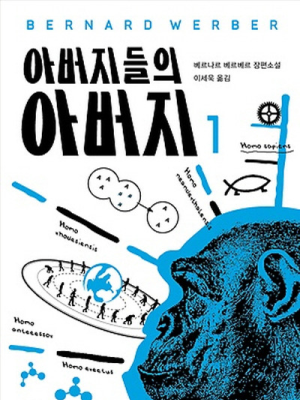 BERNARD WERBER
아버지들의
아버지 1
베르나르 베르베르 장편소설
이세욱 옮김
Homo sapiens
Homo neanderthalensis
Homo rhodesiensis
Homo antecessor
Homo erectus